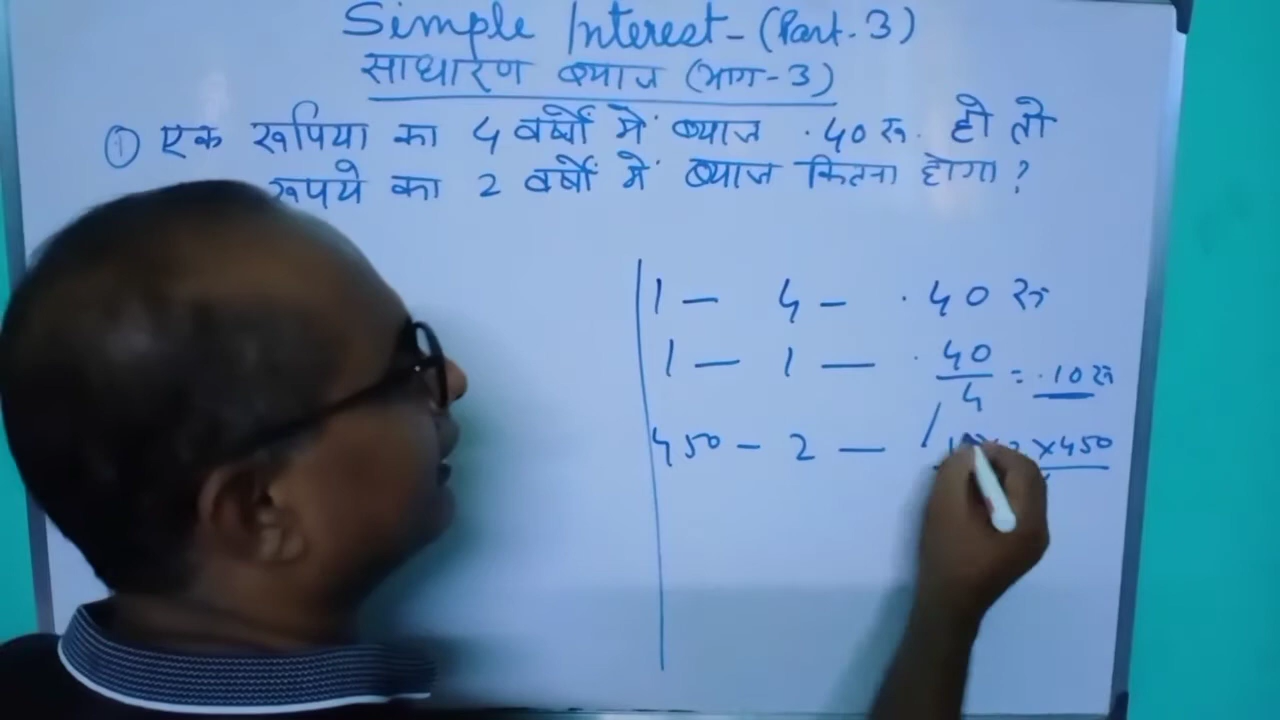 Simple Interest - (Part. 3)
साधारण ब्याज (भाग-3)
① एक रूपिया का 4 वर्षों में ब्याज .40 रु. हो तो
रूपये का 2 वर्षों में ब्याज कितना होगा ?
1 — 4 — .40 रु
1 — 1 — .40/4 = .10 रु
450 — 2 — × 450